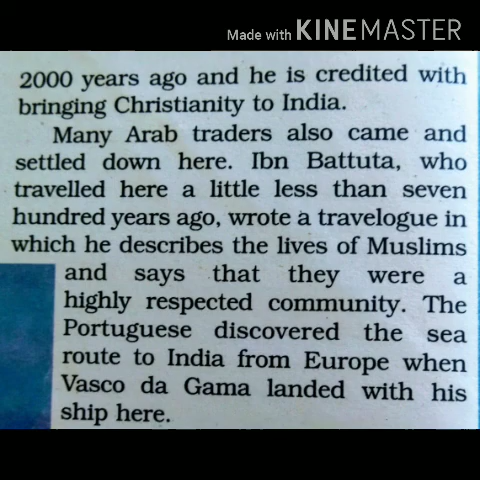 Made with KINEMASTER
2000 years ago and he is credited with
bringing Christianity to India.
Many Arab traders also came and
settled down here. Ibn Battuta, who
travelled here a little less than seven
hundred years ago, wrote a travelogue in
which he describes the lives of Muslims
and says that they were a
highly respected community. The
Portuguese discovered the sea
route to India from Europe when
Vasco da Gama landed with his
ship here.